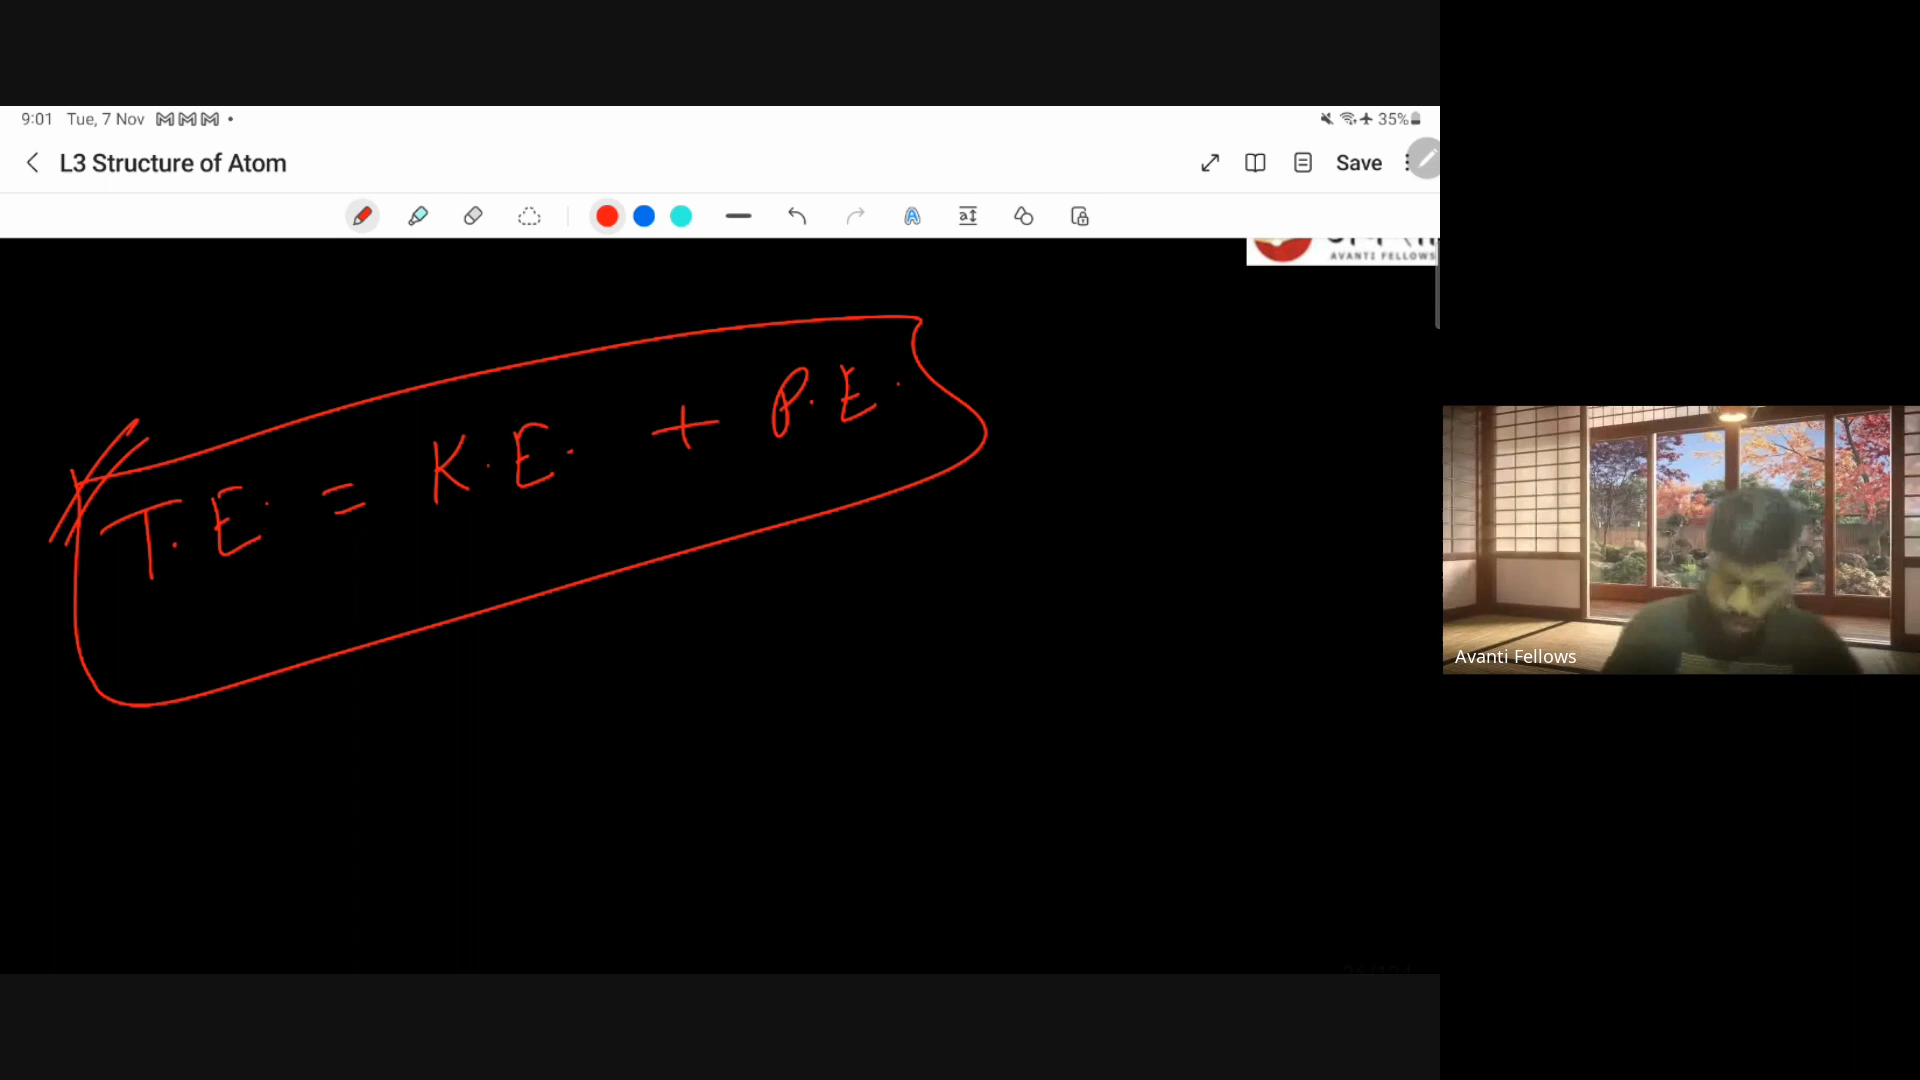 9:01 Tue, 7 Nov
35%
L3 Structure of Atom
Save
AVANTI FELLOWS
T.E. = K.E. + P.E.
Avanti Fellows